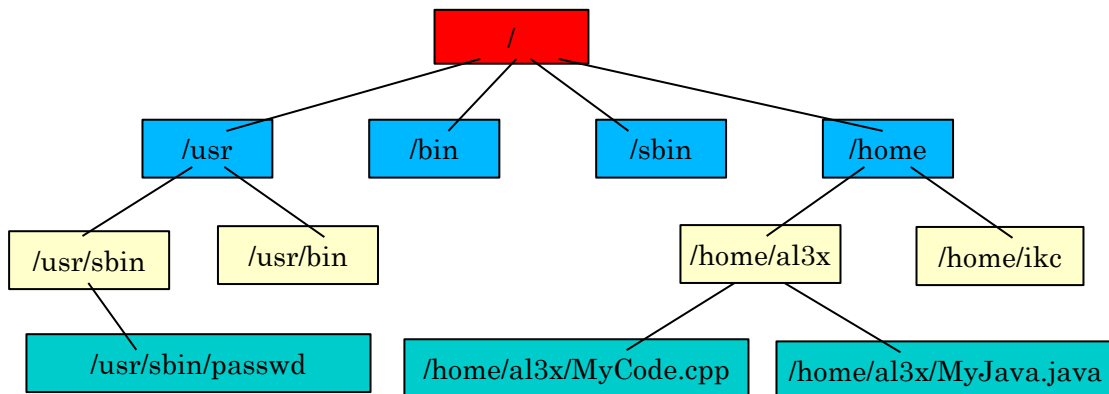 /
/usr
/bin
/sbin
/home
/usr/sbin
/usr/bin
/home/al3x
/home/ikc
/usr/sbin/passwd
/home/al3x/MyCode.cpp
/home/al3x/MyJava.java